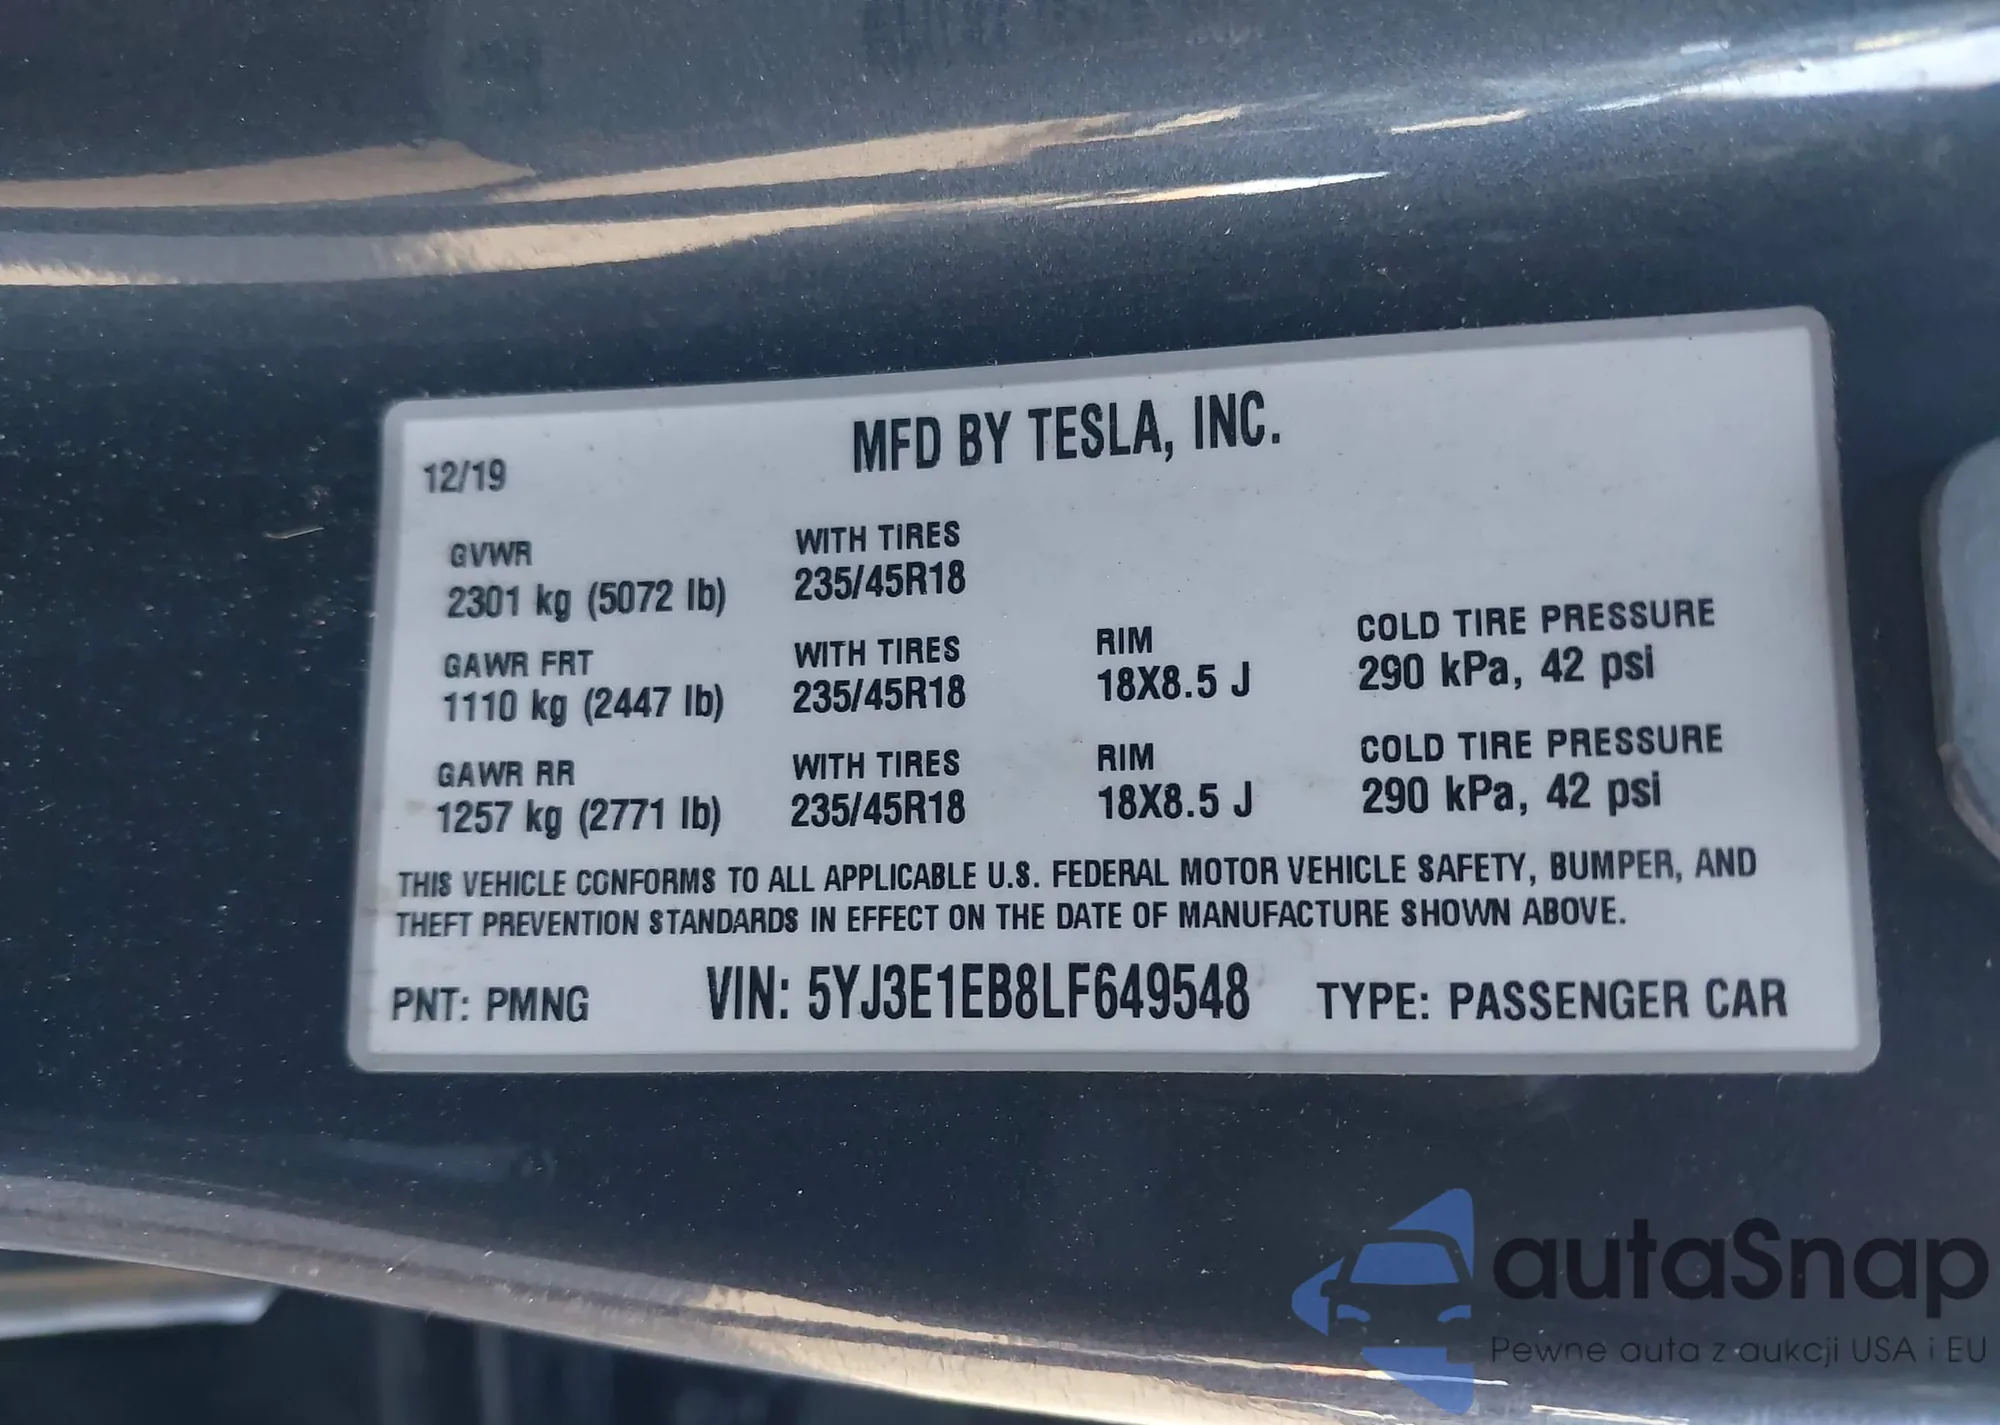 MFD BY TESLA, INC.
12/19
GVWR WITH TIRES
2301 kg (5072 lb) 235/45R18
GAWR FRT WITH TIRES RIM COLD TIRE PRESSURE
1110 kg (2447 lb) 235/45R18 18X8.5 J 290 kPa, 42 psi
GAWR RR WITH TIRES RIM COLD TIRE PRESSURE
1257 kg (2771 lb) 235/45R18 18X8.5 J 290 kPa, 42 psi
THIS VEHICLE CONFORMS TO ALL APPLICABLE U.S. FEDERAL MOTOR VEHICLE SAFETY, BUMPER, AND
THEFT PREVENTION STANDARDS IN EFFECT ON THE DATE OF MANUFACTURE SHOWN ABOVE.
PNT: PMNG VIN: 5YJ3E1EB8LF649548 TYPE: PASSENGER CAR
autaSnap
Pewne auta z aukcji USA i EU